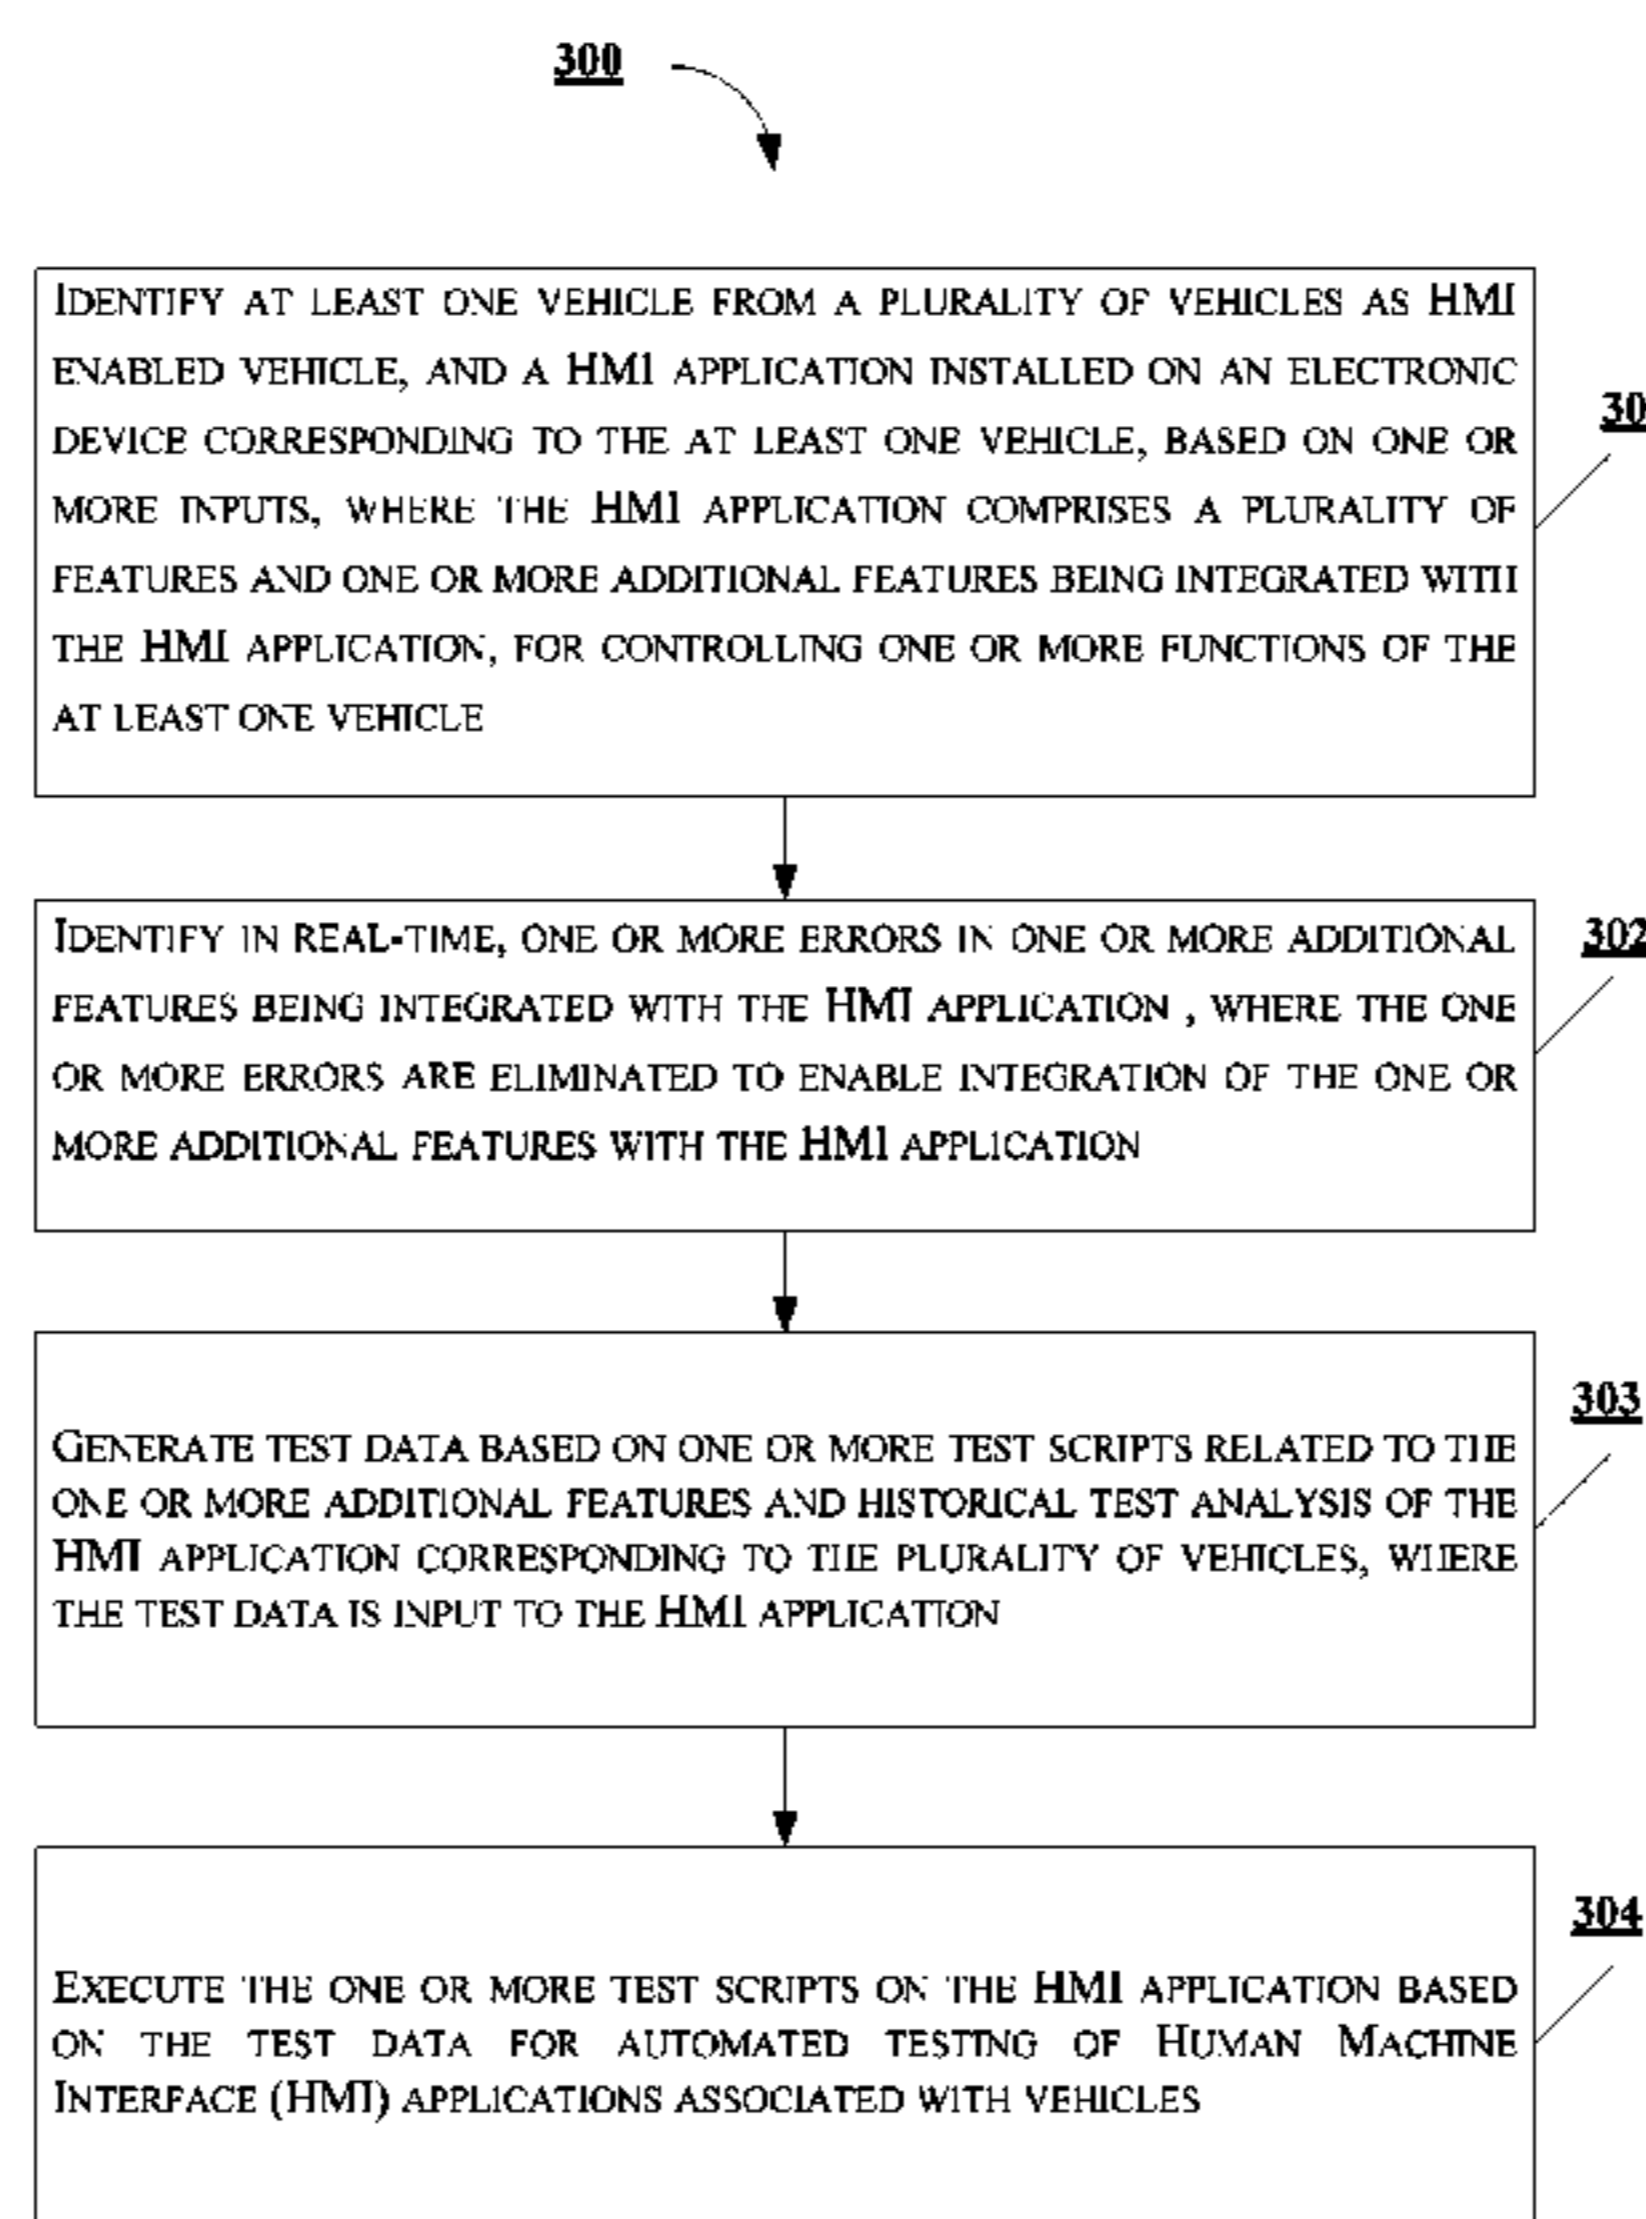 300
IDENTIFY AT LEAST ONE VEHICLE FROM A PLURALITY OF VEHICLES AS HMI
ENABLED VEHICLE, AND A HMI APPLICATION INSTALLED ON AN ELECTRONIC
DEVICE CORRESPONDING TO THE AT LEAST ONE VEHICLE, BASED ON ONE OR
MORE INPUTS, WHERE THE HMI APPLICATION COMPRISES A PLURALITY OF
FEATURES AND ONE OR MORE ADDITIONAL FEATURES BEING INTEGRATED WITH
THE HMI APPLICATION, FOR CONTROLLING ONE OR MORE FUNCTIONS OF THE
AT LEAST ONE VEHICLE
30
IDENTIFY IN REAL-TIME, ONE OR MORE ERRORS IN ONE OR MORE ADDITIONAL
FEATURES BEING INTEGRATED WITH THE HMI APPLICATION , WHERE THE ONE
OR MORE ERRORS ARE ELIMINATED TO ENABLE INTEGRATION OF THE ONE OR
MORE ADDITIONAL FEATURES WITH THE HMI APPLICATION
302
GENERATE TEST DATA BASED ON ONE OR MORE TEST SCRIPTS RELATED TO THE
ONE OR MORE ADDITIONAL FEATURES AND HISTORICAL TEST ANALYSIS OF THE
HMI APPLICATION CORRESPONDING TO THE PLURALITY OF VEHICLES, WHERE
THE TEST DATA IS INPUT TO THE HMI APPLICATION
303
EXECUTE THE ONE OR MORE TEST SCRIPTS ON THE HMI APPLICATION BASED
ON THE TEST DATA FOR AUTOMATED TESTING OF HUMAN MACHINE
INTERFACE (HMI) APPLICATIONS ASSOCIATED WITH VEHICLES
304